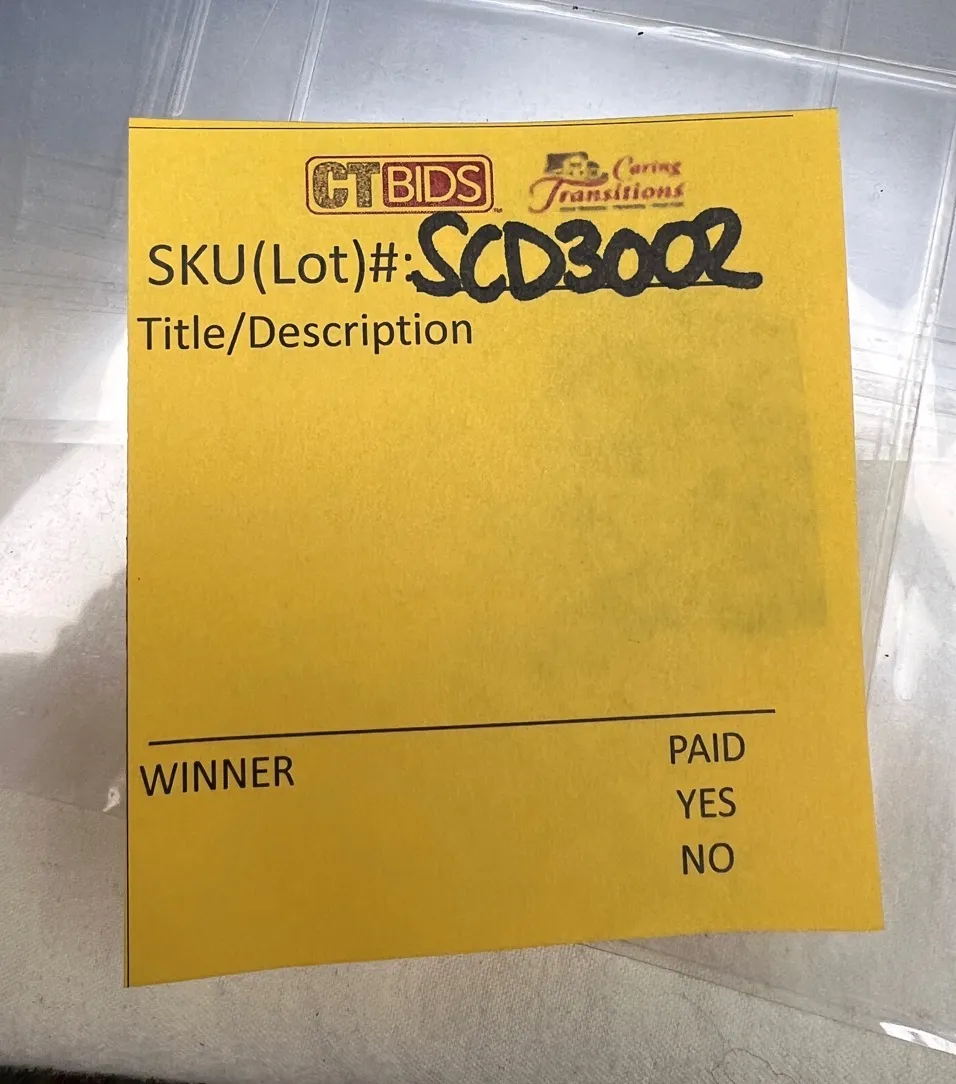 CTBIDS Caring
Transitions
SKU(Lot)#: SCD3002
Title/Description
WINNER PAID
YES
NO